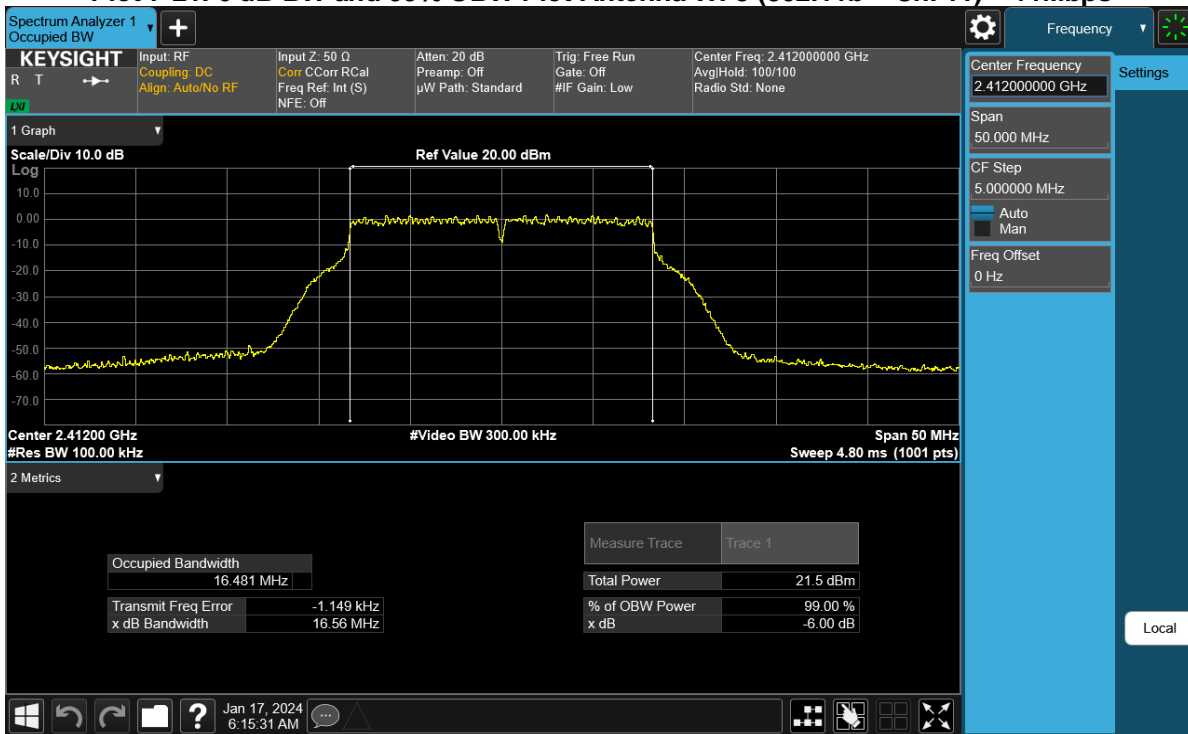 Spectrum Analyzer 1
Occupied BW
Frequency
KEYSIGHT
R T
LXI
Input: RF
Coupling: DC
Align: Auto/No RF
Input Z: 50 Ω
Corr CCorr RCal
Freq Ref: Int (S)
NFE: Off
Atten: 20 dB
Preamp: Off
µW Path: Standard
Trig: Free Run
Gate: Off
#IF Gain: Low
Center Freq: 2.412000000 GHz
Avg|Hold: 100/100
Radio Std: None
Center Frequency
2.412000000 GHz
Settings
Span
50.000 MHz
CF Step
5.000000 MHz
Auto
Man
Freq Offset
0 Hz
Local
1 Graph
Scale/Div 10.0 dB
Ref Value 20.00 dBm
Log
10.0
0.00
-10.0
-20.0
-30.0
-40.0
-50.0
-60.0
-70.0
Center 2.41200 GHz
#Video BW 300.00 kHz
Span 50 MHz
#Res BW 100.00 kHz
Sweep 4.80 ms (1001 pts)
2 Metrics
Measure Trace Trace 1
Occupied Bandwidth
16.481 MHz
Total Power 21.5 dBm
Transmit Freq Error -1.149 kHz
% of OBW Power 99.00 %
x dB Bandwidth 16.56 MHz
x dB -6.00 dB
Jan 17, 2024
6:15:31 AM